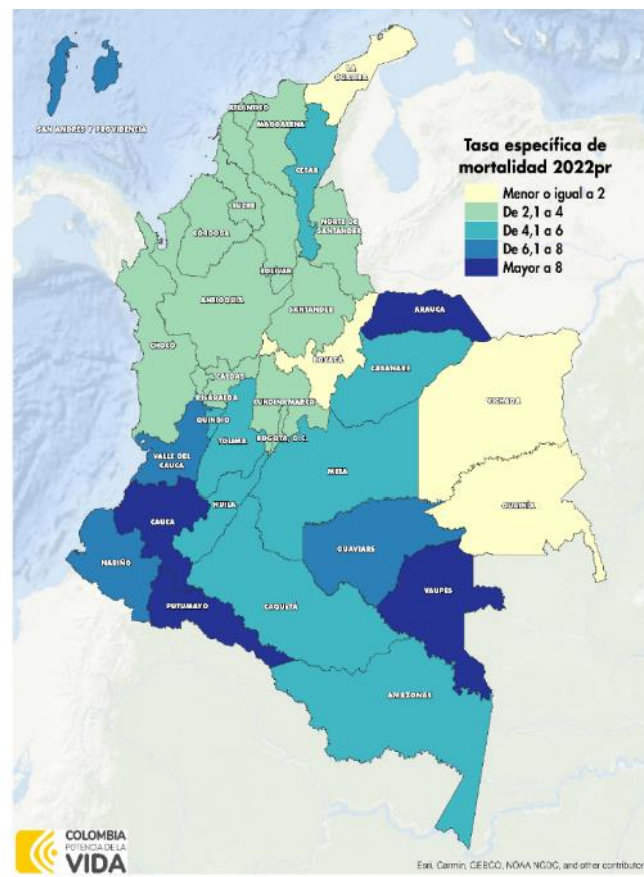 LA GUAJIRA
ATLÁNTICO
MAGDALENA
SAN ANDRÉS Y PROVIDENCIA
CESAR
Tasa específica de
mortalidad 2022pr
Menor o igual a 2
De 2,1 a 4
De 4,1 a 6
De 6,1 a 8
Mayor a 8
SUCRE
NORTE DE
SANTANDER
CÓRDOBA
BOLÍVAR
ANTIOQUIA
SANTANDER
ARAUCA
CHOCÓ
BOYACÁ
CASANARE
CALDAS
VICHADA
RISARALDA
CUNDINAMARCA
QUINDÍO
TOLIMA
BOGOTÁ, D.C.
VALLE DEL
CAUCA
META
HUILA
GUAINÍA
CAUCA
GUAVIARE
NARIÑO
VAUPÉS
PUTUMAYO
CAQUETÁ
AMAZONAS
COLOMBIA
POTENCIA DE LA
VIDA
Esri, Garmin, GEBCO, NOAA NGDC, and other contributor